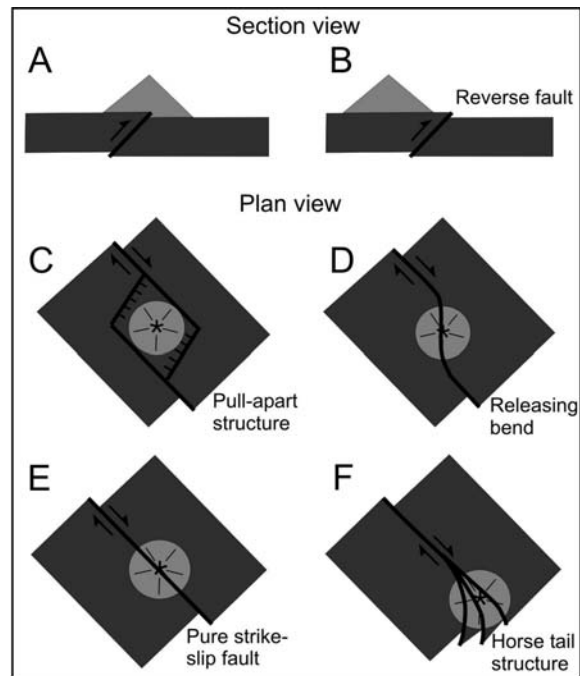 Section view
A
B
Reverse fault
Plan view
C
D
Pull-apart
structure
Releasing
bend
E
F
Pure strike-
slip fault
Horse tail
structure